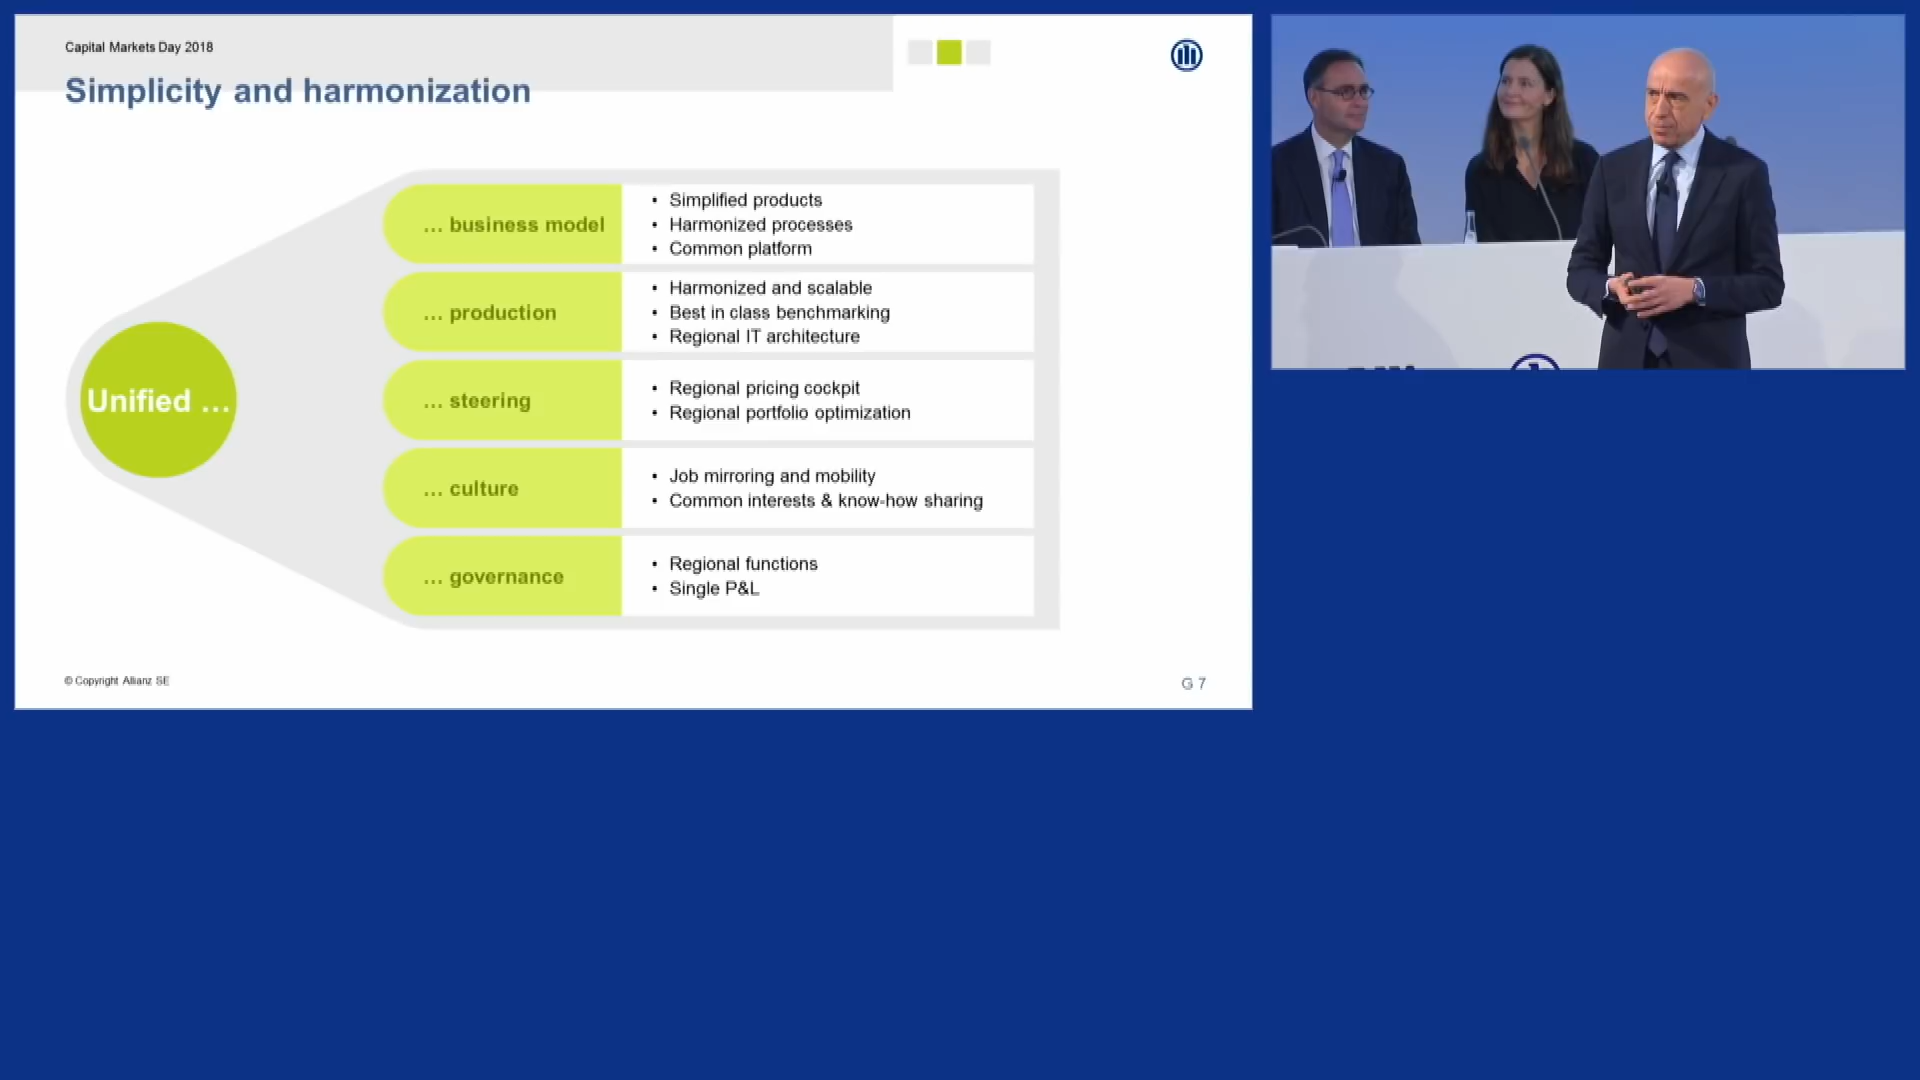 Capital Markets Day 2018
Simplicity and harmonization
Unified ...
... business model
• Simplified products
• Harmonized processes
• Common platform
... production
• Harmonized and scalable
• Best in class benchmarking
• Regional IT architecture
... steering
• Regional pricing cockpit
• Regional portfolio optimization
... culture
• Job mirroring and mobility
• Common interests & know-how sharing
... governance
• Regional functions
• Single P&L
© Copyright Allianz SE
G 7